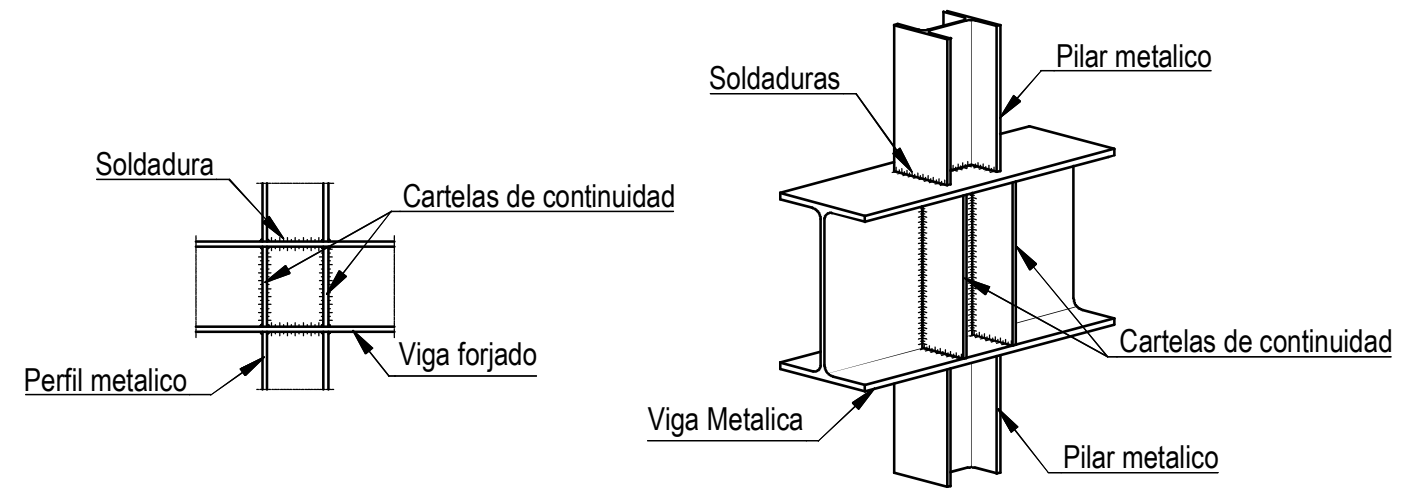 Soldadura
Cartelas de continuidad
Viga forjado
Perfil metalico
Soldaduras
Pilar metalico
Cartelas de continuidad
Viga Metalica
Pilar metalico